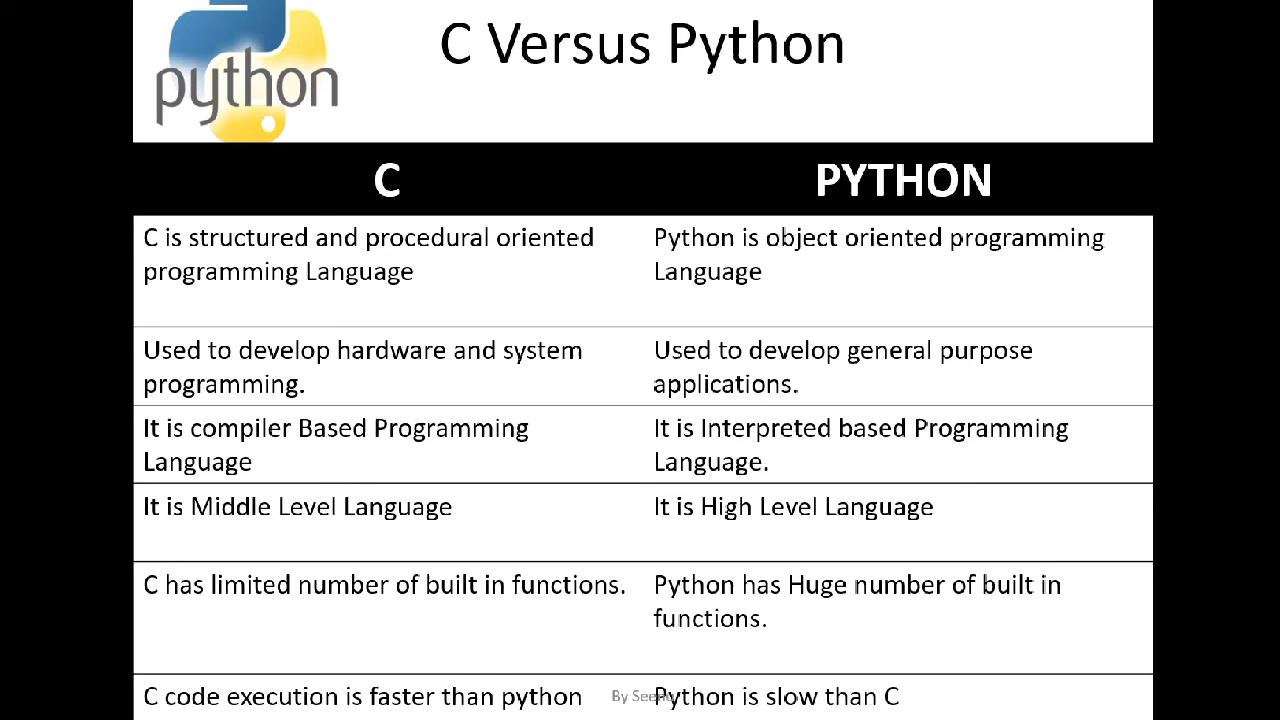 python
C Versus Python
C
PYTHON
C is structured and procedural oriented
programming Language
Python is object oriented programming
Language
Used to develop hardware and system
programming.
Used to develop general purpose
applications.
It is compiler Based Programming
Language
It is Interpreted based Programming
Language.
It is Middle Level Language
It is High Level Language
C has limited number of built in functions.
Python has Huge number of built in
functions.
C code execution is faster than python
By
Python is slow than C